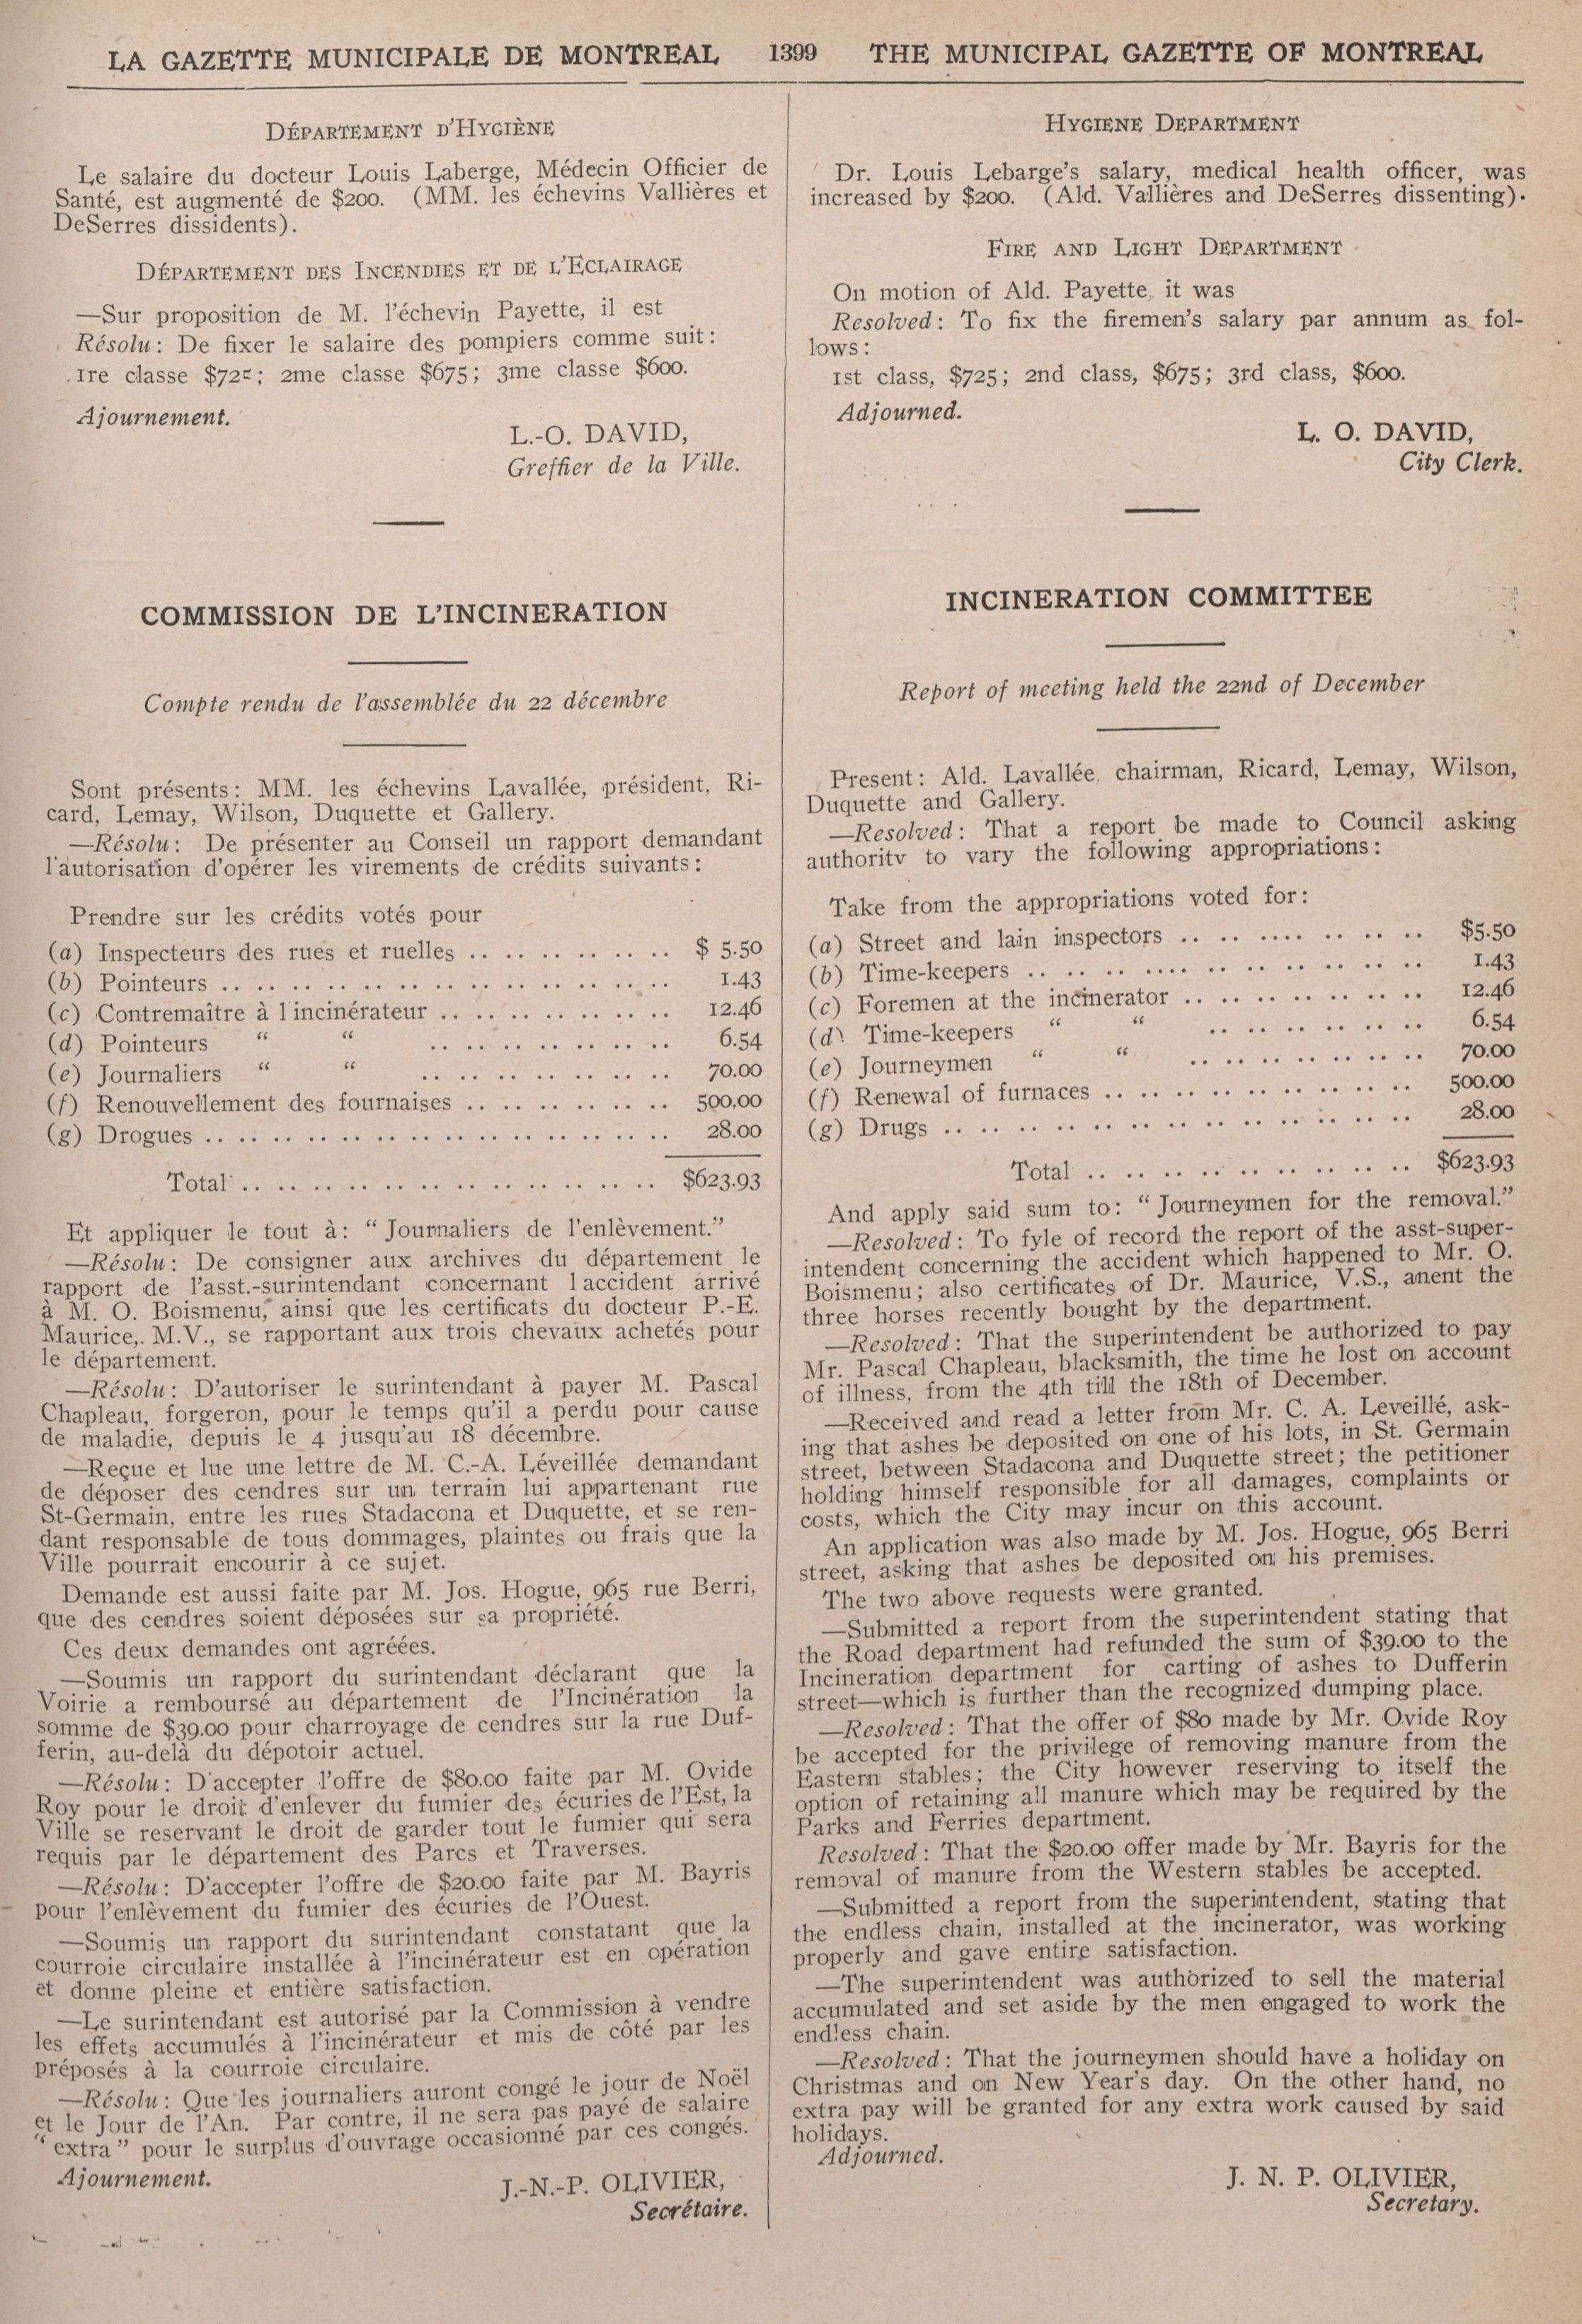 LA GAZETTE MUNICIPALE DE MONTREAL 1399 THE MUNICIPAL GAZETTE OF MONTREAL
DÉPARTEMENT D'HYGIÈNE
Le salaire du docteur Louis Laberge, Médecin Officier de
Santé, est augmenté de $200. (MM. les échevins Vallières et
DeSerres dissidents).
DÉPARTEMENT DES INCENDIES ET DE L'ECLAIRAGE
—Sur proposition de M. l'échevin Payette, il est
Résolu: De fixer le salaire des pompiers comme suit:
1re classe $725; 2me classe $675; 3me classe $600.
Ajournement.
L.-O. DAVID,
Greffier de la Ville.
COMMISSION DE L'INCINERATION
Compte rendu de l'assemblée du 22 décembre
Sont présents: MM. les échevins Lavallée, président, Ri-
card, Lemay, Wilson, Duquette et Gallery.
—Résolu: De présenter au Conseil un rapport demandant
l'autorisation d'opérer les virements de crédits suivants:
Prendre sur les crédits votés pour
(a) Inspecteurs des rues et ruelles .. .. .. .. .. .. $ 5.50
(b) Pointeurs .. .. .. .. .. .. .. .. .. .. .. .. .. 1.43
(c) Contremaître à l'incinérateur .. .. .. .. .. .. .. 12.46
(d) Pointeurs “ “ .. .. .. .. .. .. .. 6.54
(e) Journaliers “ “ .. .. .. .. .. .. .. 70.00
(f) Renouvellement des fournaises .. .. .. .. .. .. 500.00
(g) Drogues .. .. .. .. .. .. .. .. .. .. .. .. .. 28.00
Total .. .. .. .. .. .. .. .. .. .. .. .. $623.93
Et appliquer le tout à: “Journaliers de l'enlèvement.”
—Résolu: De consigner aux archives du département le
rapport de l'asst.-surintendant concernant l accident arrivé
à M. O. Boismenu, ainsi que les certificats du docteur P.-E.
Maurice, M.V., se rapportant aux trois chevaux achetés pour
le département.
—Résolu: D'autoriser le surintendant à payer M. Pascal
Chapleau, forgeron, pour le temps qu'il a perdu pour cause
de maladie, depuis le 4 jusqu'au 18 décembre.
—Reçue et lue une lettre de M. C.-A. Léveillée demandant
de déposer des cendres sur un terrain lui appartenant rue
St-Germain, entre les rues Stadacona et Duquette, et se ren-
dant responsable de tous dommages, plaintes ou frais que la
Ville pourrait encourir à ce sujet.
Demande est aussi faite par M. Jos. Hogue, 965 rue Berri,
que des cendres soient déposées sur sa propriété.
Ces deux demandes ont agréées.
—Soumis un rapport du surintendant déclarant que la
Voirie a remboursé au département de l'Incinération la
somme de $39.00 pour charroyage de cendres sur la rue Duf-
ferin, au-delà du dépotoir actuel.
—Résolu: D'accepter l'offre de $80.00 faite par M. Ovide
Roy pour le droit d'enlever du fumier des écuries de l'Est, la
Ville se reservant le droit de garder tout le fumier qui sera
requis par le département des Parcs et Traverses.
—Résolu: D'accepter l'offre de $20.00 faite par M. Bayris
pour l'enlèvement du fumier des écuries de l'Ouest.
—Soumis un rapport du surintendant constatant que la
courroie circulaire installée à l'incinérateur est en opération
et donne pleine et entière satisfaction.
—Le surintendant est autorisé par la Commission à vendre
les effets accumulés à l'incinérateur et mis de côté par les
préposés à la courroie circulaire.
—Résolu: Que les journaliers auront congé le jour de Noël
et le Jour de l'An. Par contre, il ne sera pas payé de salaire
“extra” pour le surplus d'ouvrage occasionné par ces congés.
Ajournement.
J.-N.-P. OLIVIER,
Secrétaire.
HYGIENE DEPARTMENT
Dr. Louis Lebarge's salary, medical health officer, was
increased by $200. (Ald. Vallières and DeSerres dissenting).
FIRE AND LIGHT DEPARTMENT
On motion of Ald. Payette, it was
Resolved: To fix the firemen's salary par annum as fol-
lows:
1st class, $725; 2nd class, $675; 3rd class, $600.
Adjourned.
L. O. DAVID,
City Clerk.
INCINERATION COMMITTEE
Report of meeting held the 22nd of December
Present: Ald. Lavallée, chairman, Ricard, Lemay, Wilson,
Duquette and Gallery.
—Resolved: That a report be made to Council asking
authority to vary the following appropriations:
Take from the appropriations voted for:
(a) Street and lain inspectors .. .. .... .. .. .. $5.50
(b) Time-keepers .. .. .. .... .. .. .. .. .. .. 1.43
(c) Foremen at the incinerator .. .. .. .. .. .. .. 12.46
(d) Time-keepers “ “ .. .. .. .. .. .. 6.54
(e) Journeymen “ “ .. .. .. .. .. .. .. 70.00
(f) Renewal of furnaces .. .. .. .. .. .. .. .. .. 500.00
(g) Drugs .. .. .. .. .. .. .. .. .. .. .. .. .. 28.00
Total .. .. .. .. .. .. .. .. .. $623.93
And apply said sum to: “Journeymen for the removal.”
—Resolved: To fyle of record the report of the asst-super-
intendent concerning the accident which happened to Mr. O.
Boismenu; also certificates of Dr. Maurice, V.S., anent the
three horses recently bought by the department.
—Resolved: That the superintendent be authorized to pay
Mr. Pascal Chapleau, blacksmith, the time he lost on account
of illness, from the 4th till the 18th of December.
—Received and read a letter from Mr. C. A. Leveillé, ask-
ing that ashes be deposited on one of his lots, in St. Germain
street, between Stadacona and Duquette street; the petitioner
holding himself responsible for all damages, complaints or
costs, which the City may incur on this account.
An application was also made by M. Jos. Hogue, 965 Berri
street, asking that ashes be deposited on his premises.
The two above requests were granted.
—Submitted a report from the superintendent stating that
the Road department had refunded the sum of $39.00 to the
Incineration department for carting of ashes to Dufferin
street—which is further than the recognized dumping place.
—Resolved: That the offer of $80 made by Mr. Ovide Roy
be accepted for the privilege of removing manure from the
Eastern stables; the City however reserving to itself the
option of retaining all manure which may be required by the
Parks and Ferries department.
Resolved: That the $20.00 offer made by Mr. Bayris for the
removal of manure from the Western stables be accepted.
—Submitted a report from the superintendent, stating that
the endless chain, installed at the incinerator, was working
properly and gave entire satisfaction.
—The superintendent was authorized to sell the material
accumulated and set aside by the men engaged to work the
endless chain.
—Resolved: That the journeymen should have a holiday on
Christmas and on New Year's day. On the other hand, no
extra pay will be granted for any extra work caused by said
holidays.
Adjourned.
J. N. P. OLIVIER,
Secretary.